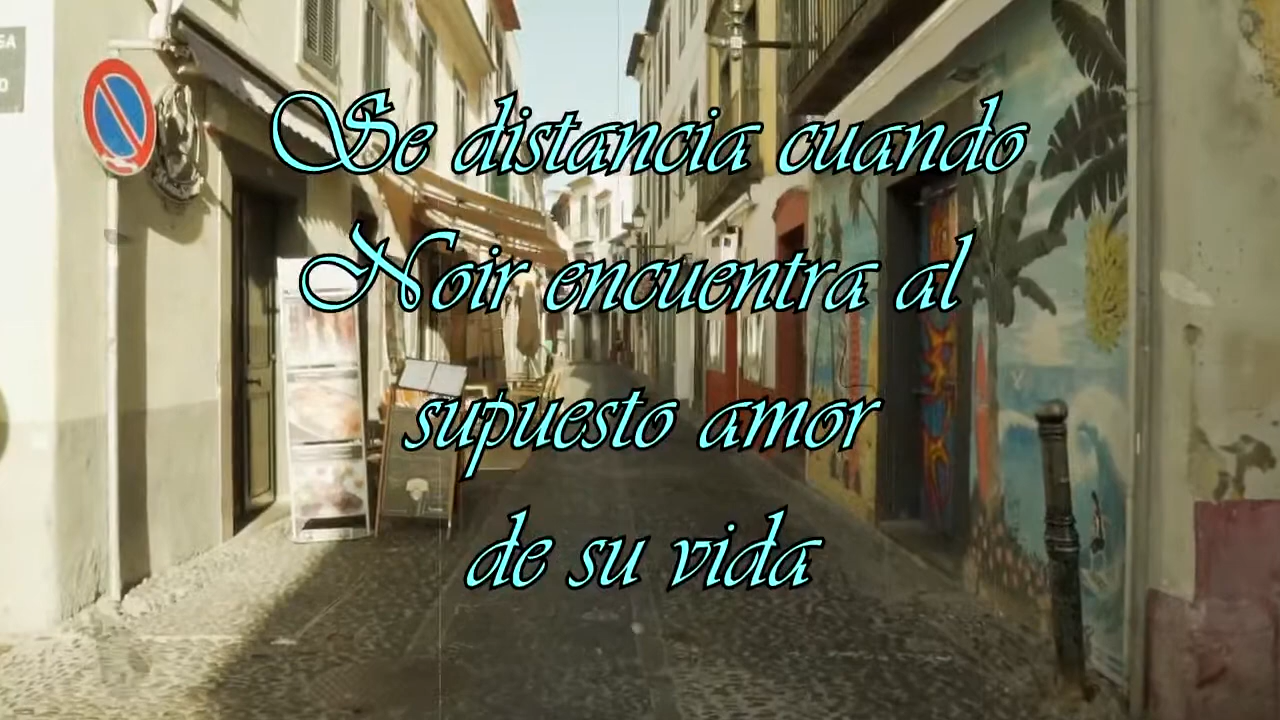 Se distancia cuando
Noir encuentra al
supuesto amor
de su vida